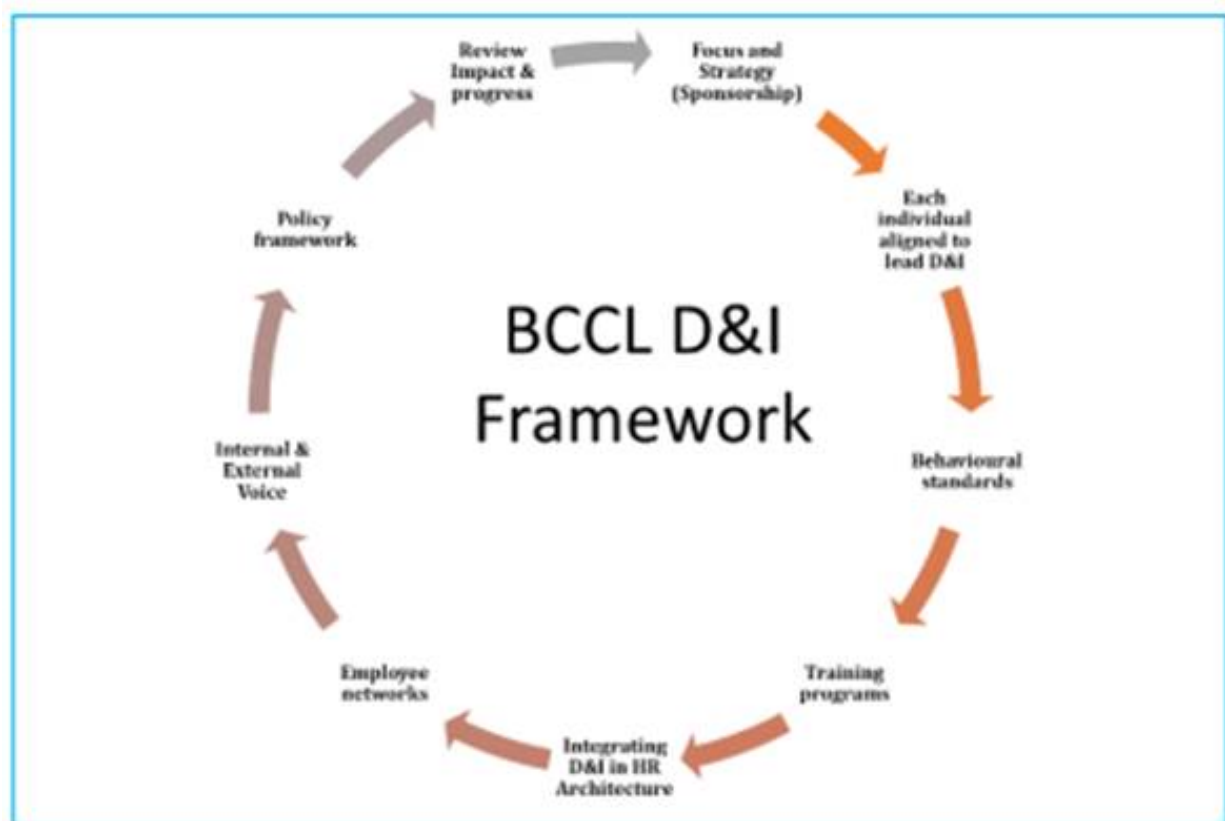 Review
Impact &
progress
Focus and
Strategy
(Sponsorship)
Each
individual
aligned to
lead D&I
Behavioural
standards
Training
programs
Integrating
D&I in HR
Architecture
Employee
networks
Internal &
External
Voice
Policy
framework
BCCL D&I
Framework